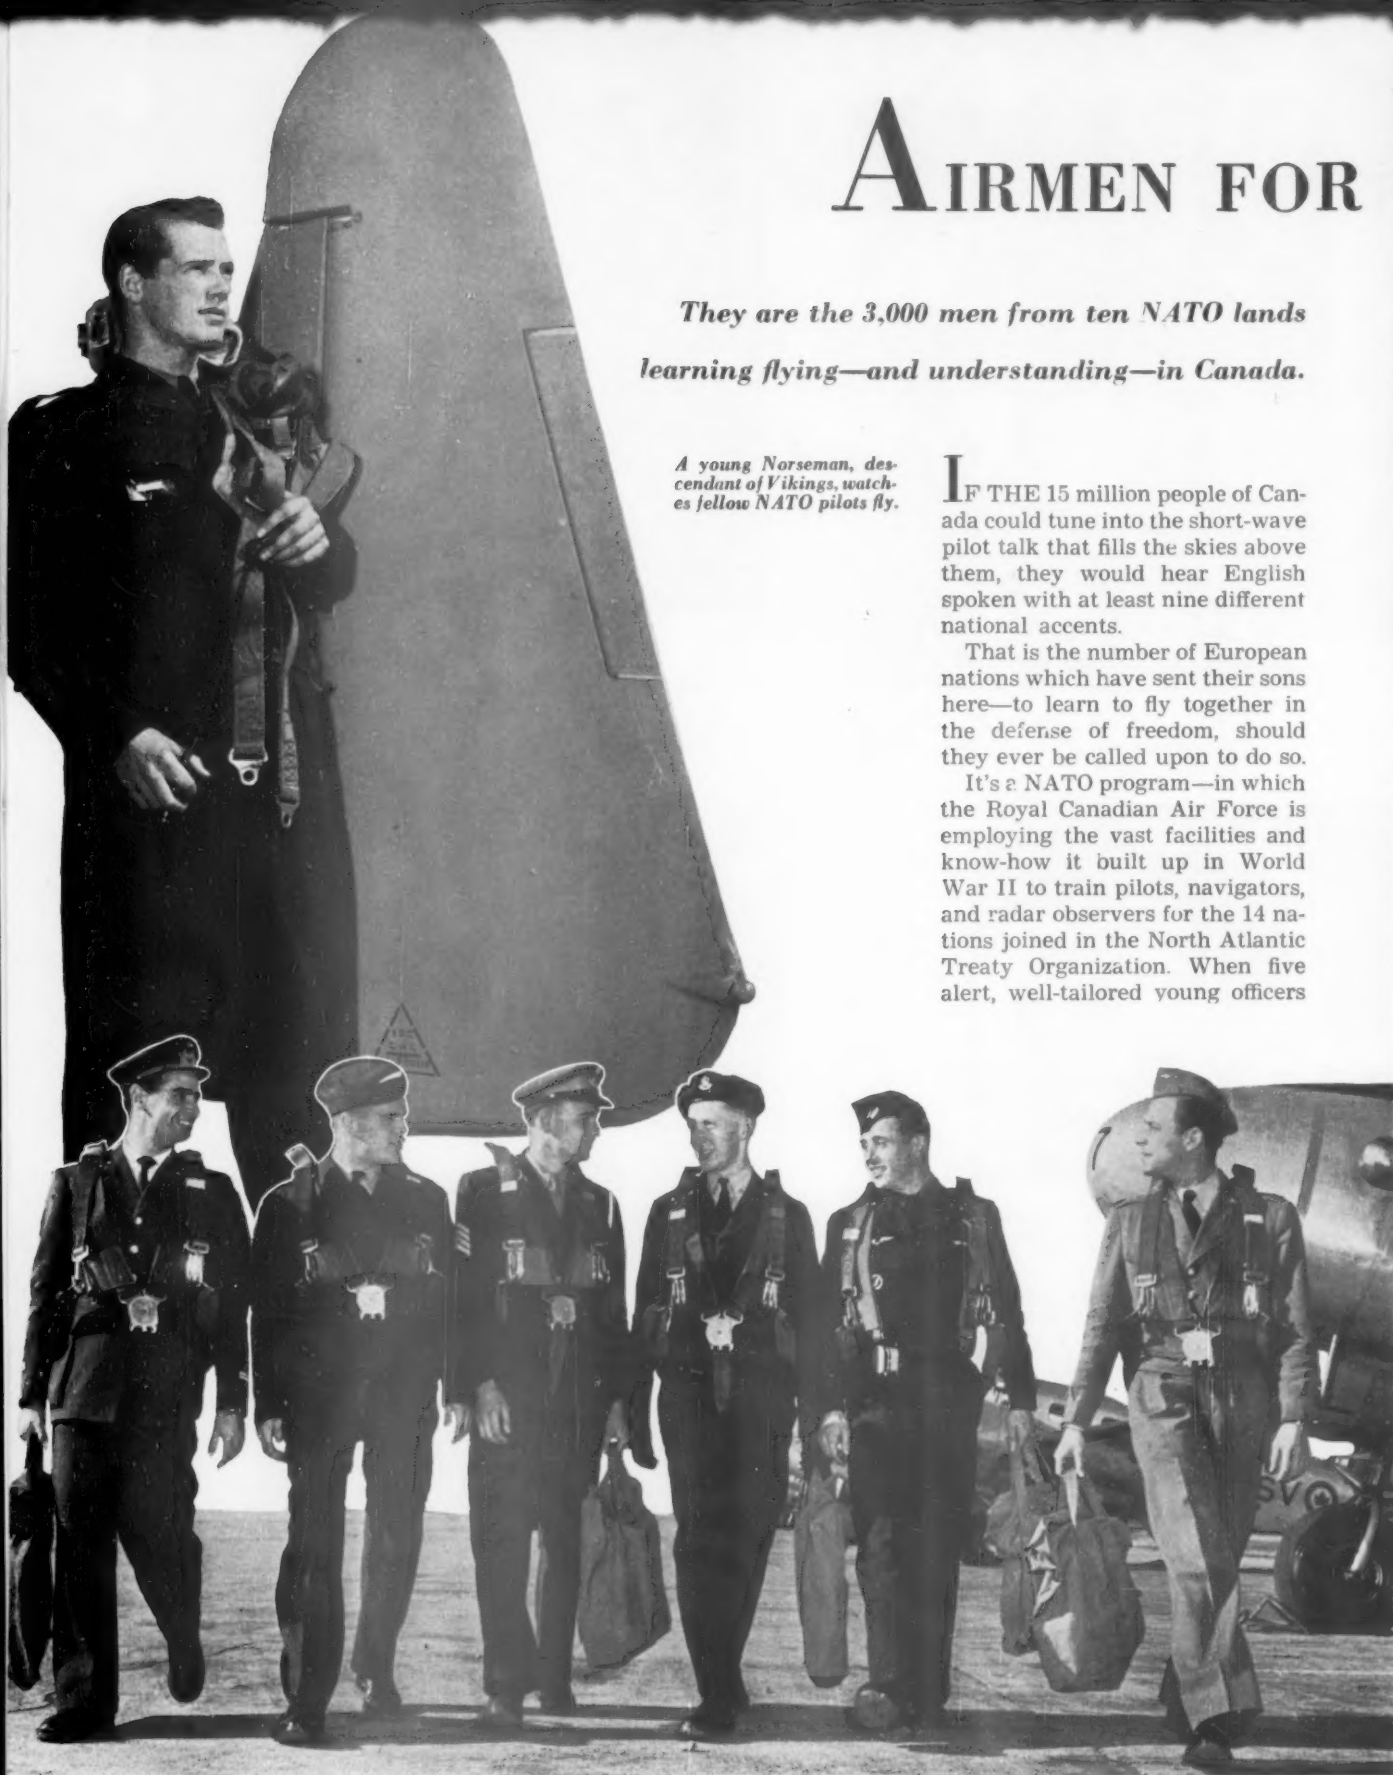 AIRMEN FOR
They are the 3,000 men from ten NATO lands
learning flying—and understanding—in Canada.
A young Norseman, des-
cendant of Vikings, watch-
es fellow NATO pilots fly.
IF THE 15 million people of Can-
ada could tune into the short-wave
pilot talk that fills the skies above
them, they would hear English
spoken with at least nine different
national accents.
That is the number of European
nations which have sent their sons
here—to learn to fly together in
the defense of freedom, should
they ever be called upon to do so.
It's a NATO program—in which
the Royal Canadian Air Force is
employing the vast facilities and
know-how it built up in World
War II to train pilots, navigators,
and radar observers for the 14 na-
tions joined in the North Atlantic
Treaty Organization. When five
alert, well-tailored young officers
7
SV